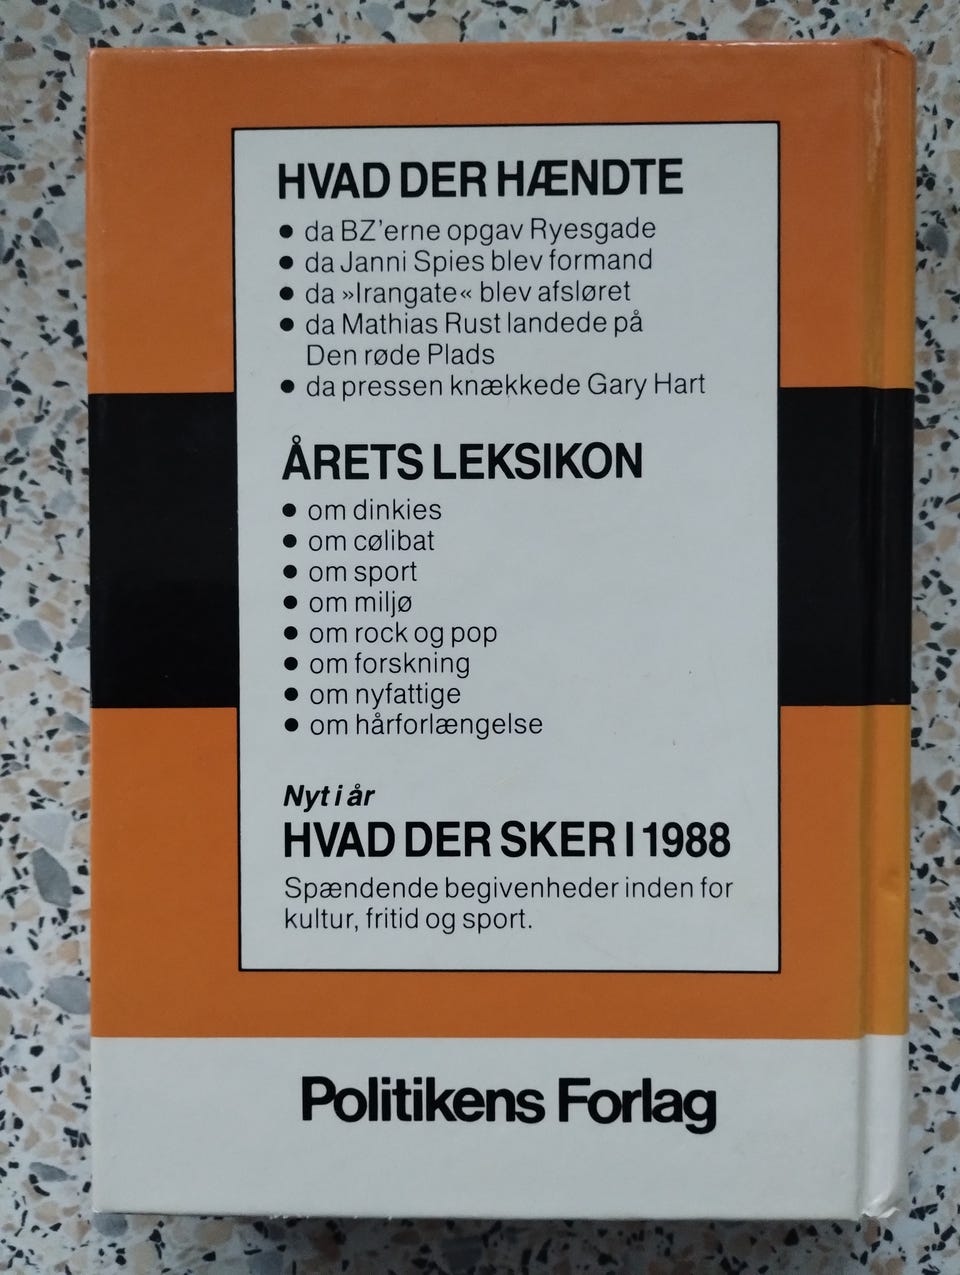 HVAD DER HÆNDTE
• da BZ'erne opgav Ryesgade
• da Janni Spies blev formand
• da »Irangate« blev afsløret
• da Mathias Rust landede på
Den røde Plads
• da pressen knækkede Gary Hart
ÅRETS LEKSIKON
• om dinkies
• om cølibat
• om sport
• om miljø
• om rock og pop
• om forskning
• om nyfattige
• om hårforlængelse
Nyt i år
HVAD DER SKER I 1988
Spændende begivenheder inden for
kultur, fritid og sport.
Politikens Forlag